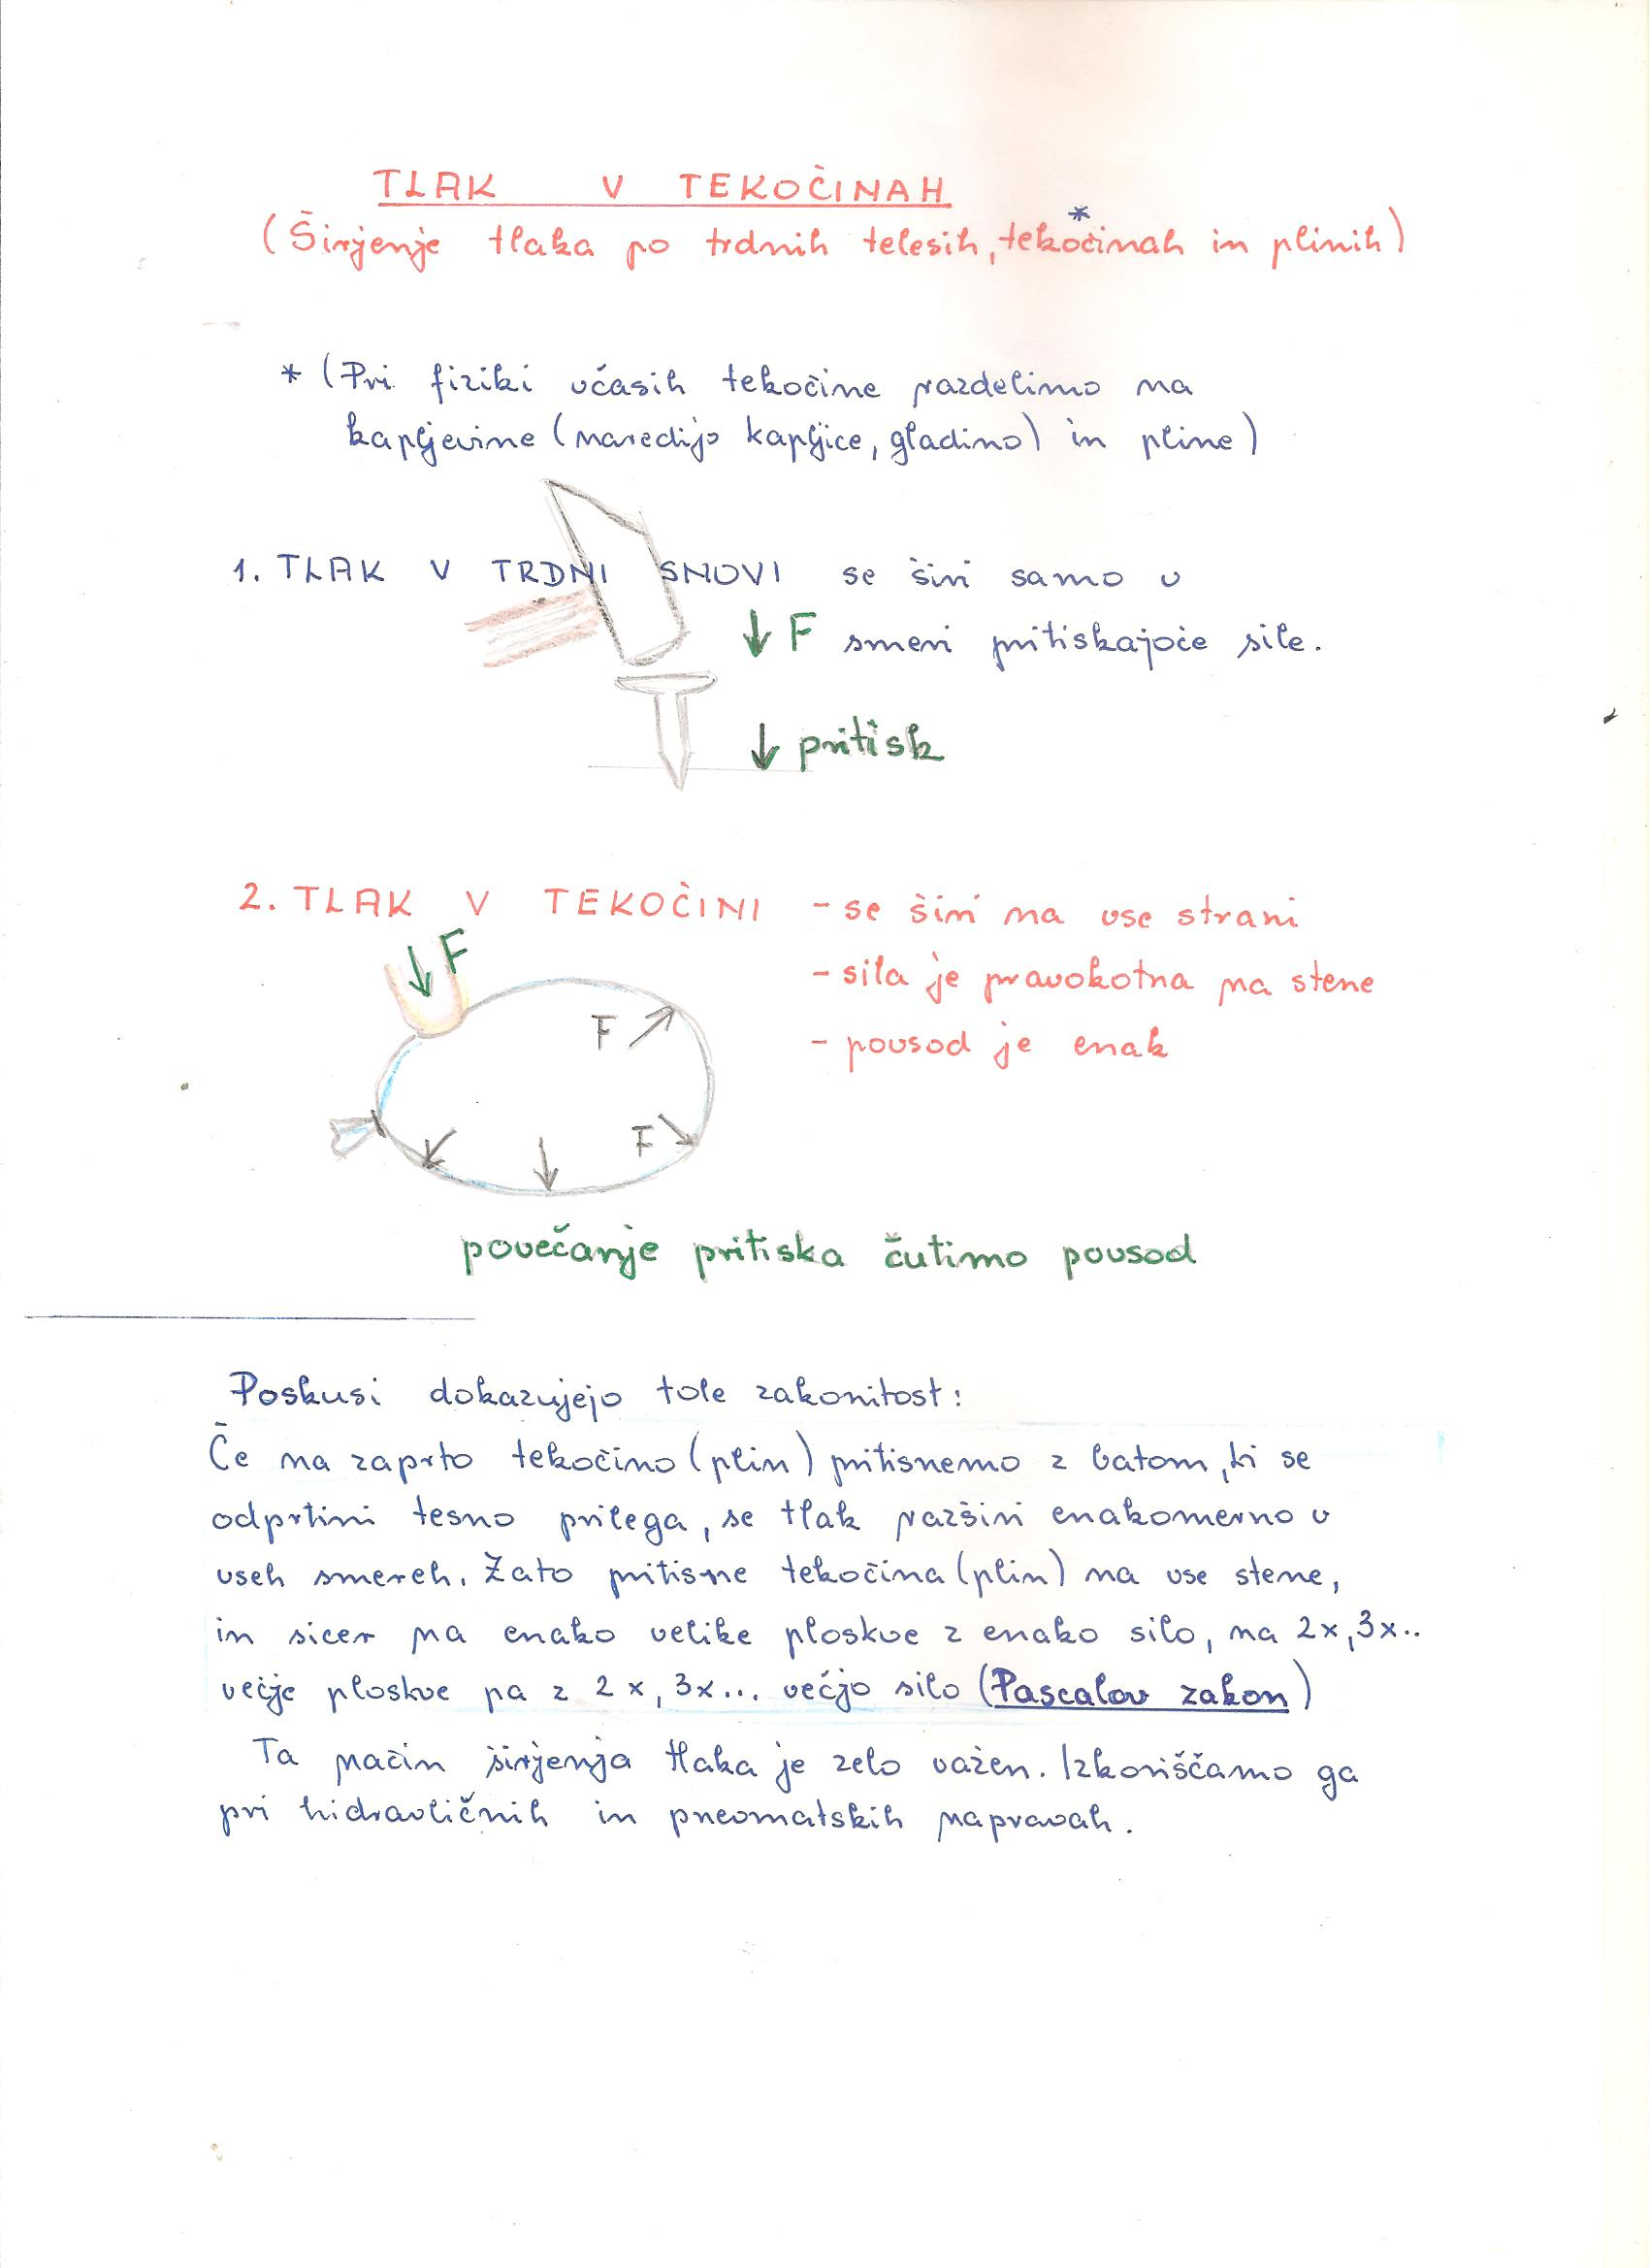 TLAK V TEKOČINAH
(Širjenje tlaka po trdnih telesih, tekočinah* in plinih)
* (Pri fiziki včasih tekočine razdelimo na
kapljevine (naredijo kapljice, gladino) in pline)
1. TLAK V TRDNI SNOVI se širi samo v
↓ F smeri pritiskajoče sile.
↓ pritisk
2. TLAK V TEKOČINI - se širi na vse strani
F
- sila je pravokotna na stene
F
- povsod je enak
F
povečanje pritiska čutimo povsod
Poskusi dokazujejo tole zakonitost:
Če na zaprto tekočino (plin) pritisnemo z batom, ki se
odprtini tesno prilega, se tlak razširi enakomerno v
vseh smereh. Zato pritisne tekočina (plin) na vse stene,
in sicer na enako velike ploskve z enako silo, na 2x, 3x..
večje ploskve pa z 2x, 3x... večjo silo (Pascalov zakon)
Ta način širjenja tlaka je zelo važen. Izkoriščamo ga
pri hidravličnih in pnevmatskih napravah.